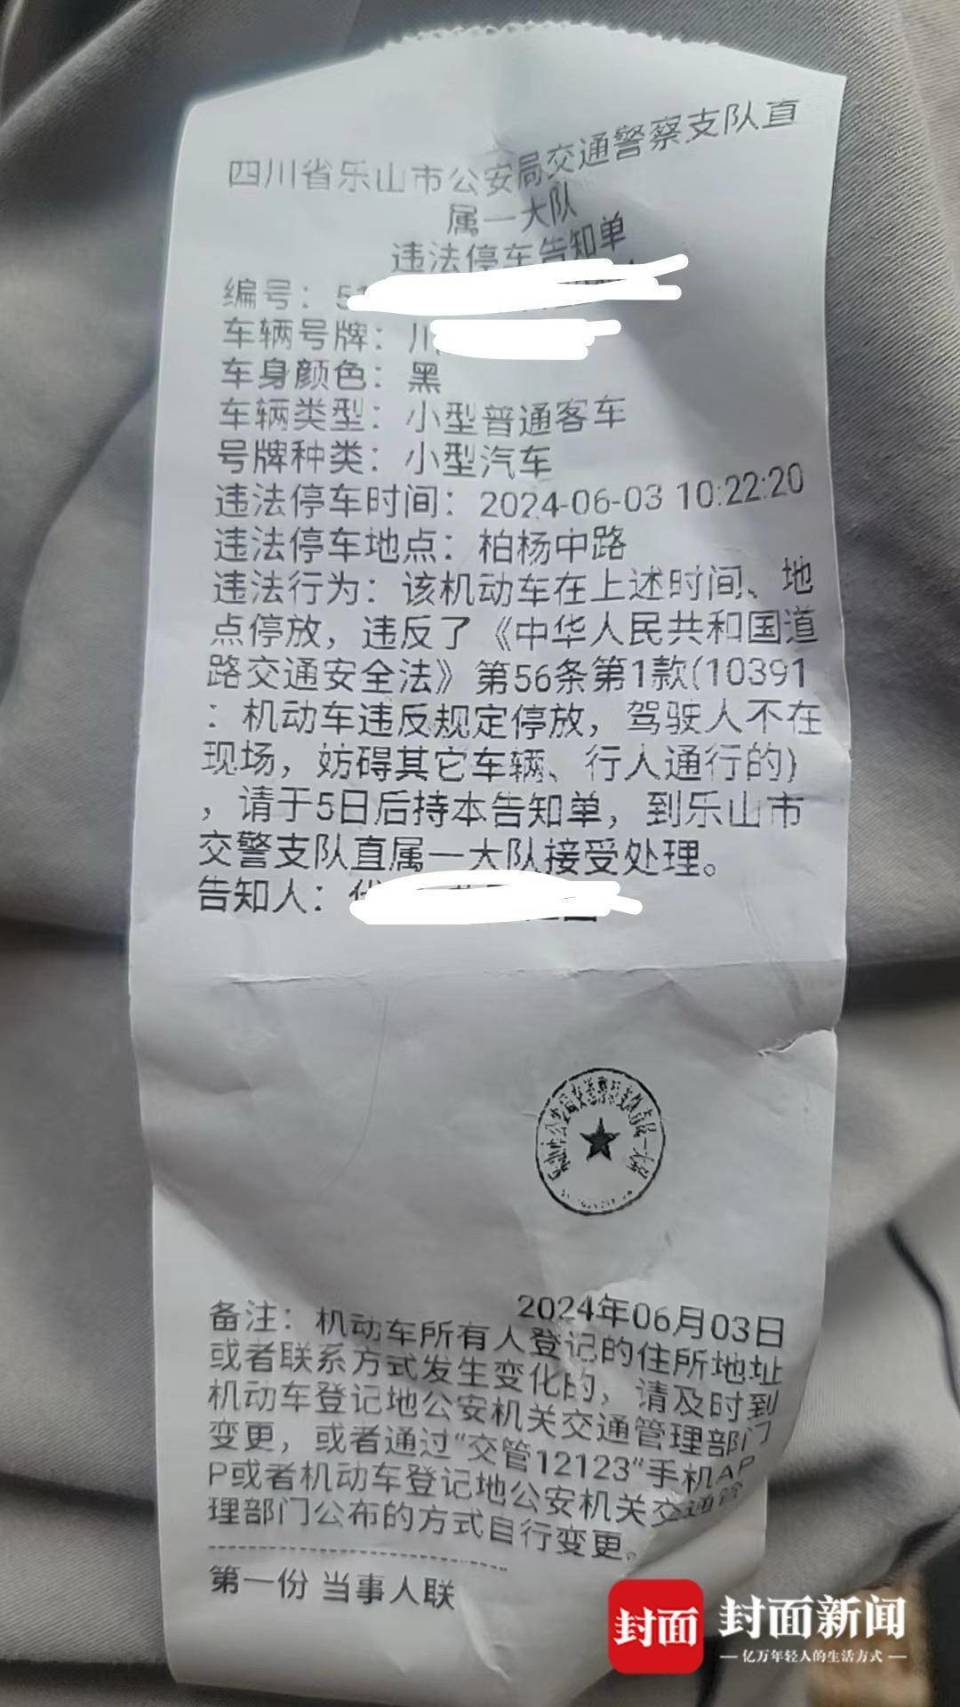 四川省乐山市公安局交通警察支队直
属一大队
违法停车告知单
编号：51
车辆号牌：川
车身颜色：黑
车辆类型：小型普通客车
号牌种类：小型汽车
违法停车时间：2024-06-03 10:22:20
违法停车地点：柏杨中路
违法行为：该机动车在上述时间、地
点停放，违反了《中华人民共和国道
路交通安全法》第56条第1款(10391
：机动车违反规定停放，驾驶人不在
现场，妨碍其它车辆、行人通行的)
，请于5日后持本告知单，到乐山市
交警支队直属一大队接受处理。
告知人：
2024年06月03日
备注：机动车所有人登记的住所地址
或者联系方式发生变化的，请及时到
机动车登记地公安机关交通管理部门
变更，或者通过“交管12123”手机AP
P或者机动车登记地公安机关交通管
理部门公布的方式自行变更。
第一份 当事人联
封面 封面新闻
亿万年轻人的生活方式